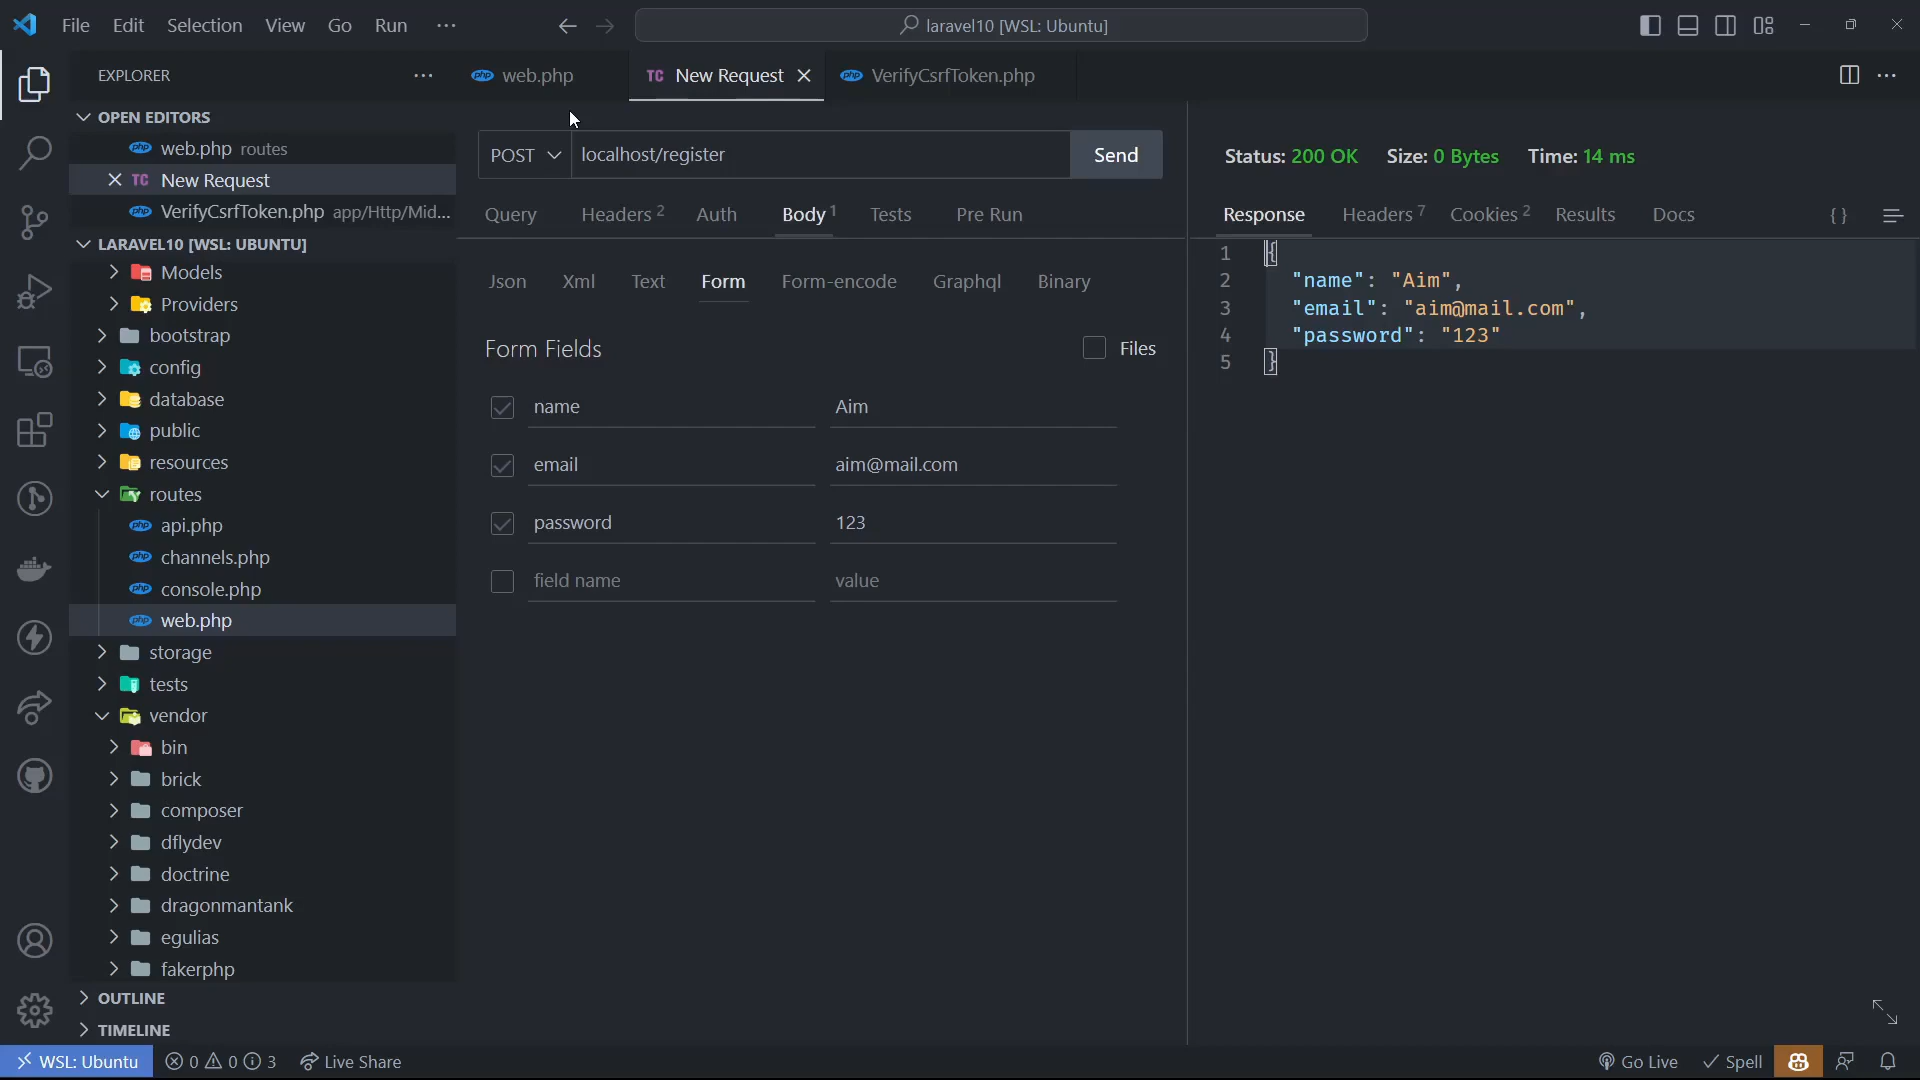 File Edit Selection View Go Run ···
laravel10 [WSL: Ubuntu]
EXPLORER
web.php
TC New Request
VerifyCsrfToken.php
OPEN EDITORS
web.php routes
TC New Request
VerifyCsrfToken.php app/Http/Mid...
LARAVEL10 [WSL: UBUNTU]
Models
Providers
bootstrap
config
database
public
resources
routes
api.php
channels.php
console.php
web.php
storage
tests
vendor
bin
brick
composer
dflydev
doctrine
dragonmantank
egulias
fakerphp
OUTLINE
TIMELINE
POST localhost/register Send
Query Headers 2 Auth Body 1 Tests Pre Run
Json Xml Text Form Form-encode Graphql Binary
Form Fields Files
name Aim
email aim@mail.com
password 123
field name value
Status: 200 OK Size: 0 Bytes Time: 14 ms
Response Headers 7 Cookies 2 Results Docs { }
1 {
2 "name": "Aim",
3 "email": "aim@mail.com",
4 "password": "123"
5 }
WSL: Ubuntu 0 0 3 Live Share Go Live Spell